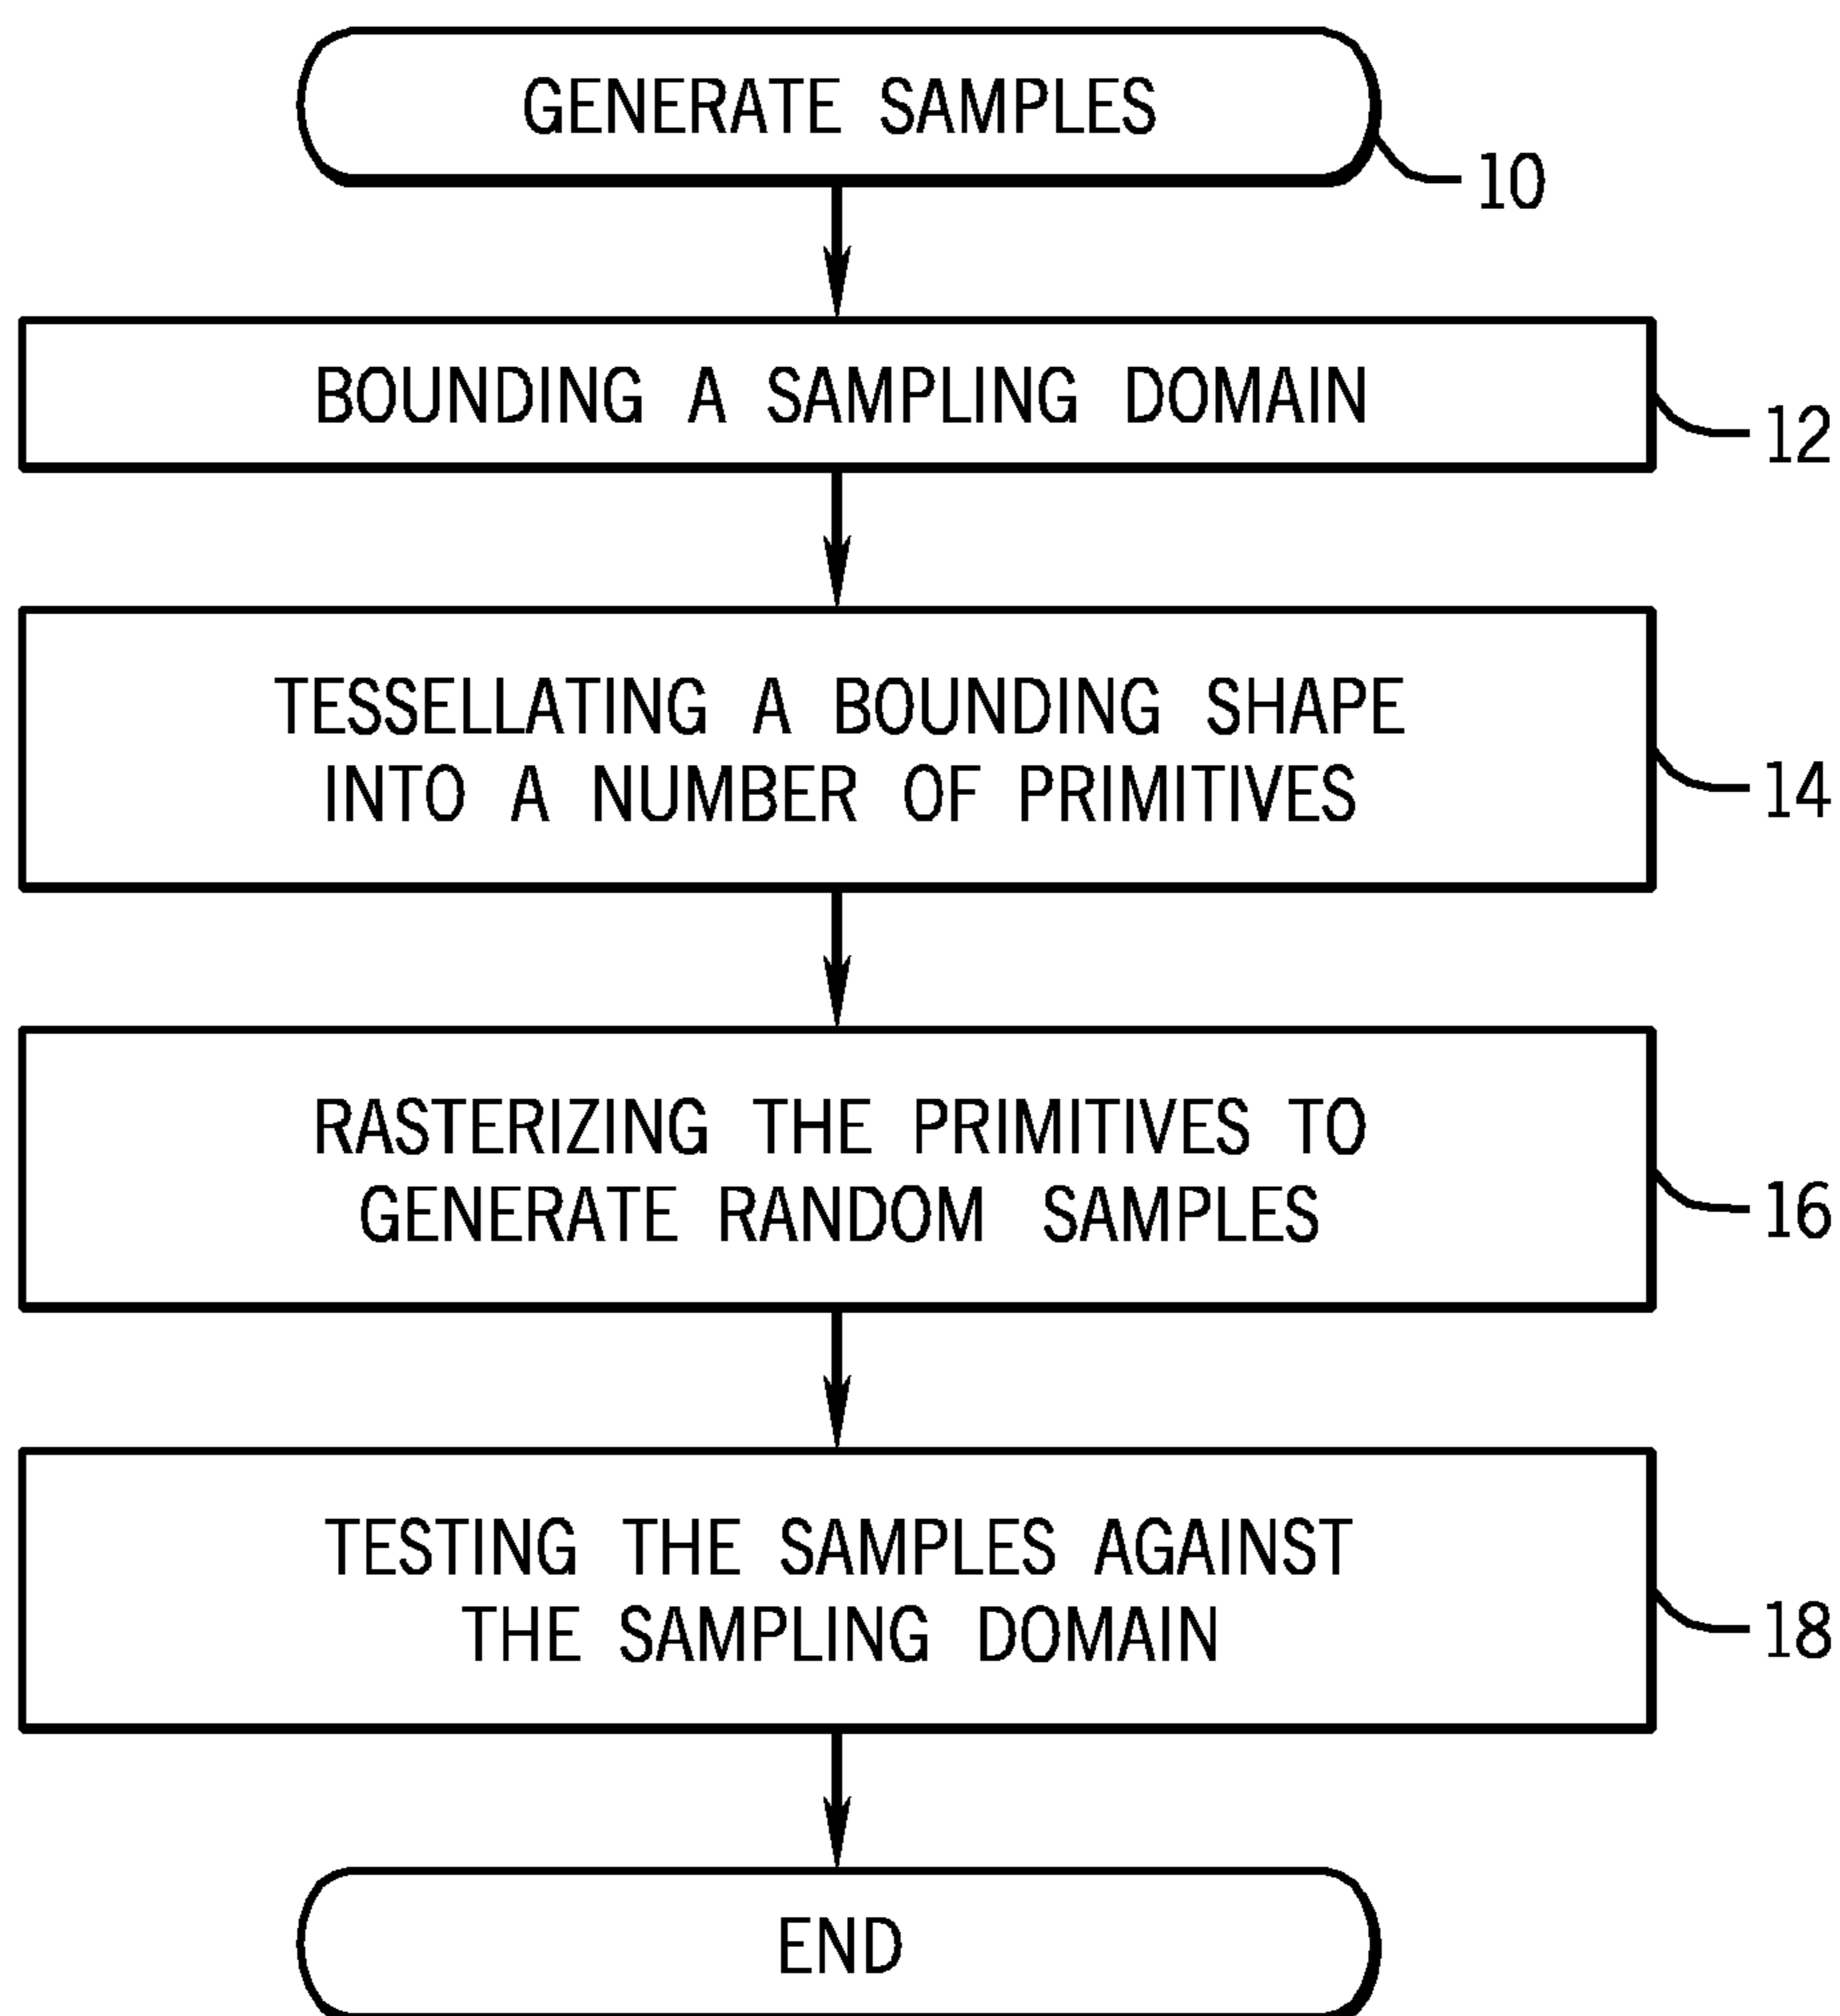 GENERATE SAMPLES
10
BOUNDING A SAMPLING DOMAIN
12
TESSELLATING A BOUNDING SHAPE
INTO A NUMBER OF PRIMITIVES
14
RASTERIZING THE PRIMITIVES TO
GENERATE RANDOM SAMPLES
16
TESTING THE SAMPLES AGAINST
THE SAMPLING DOMAIN
18
END